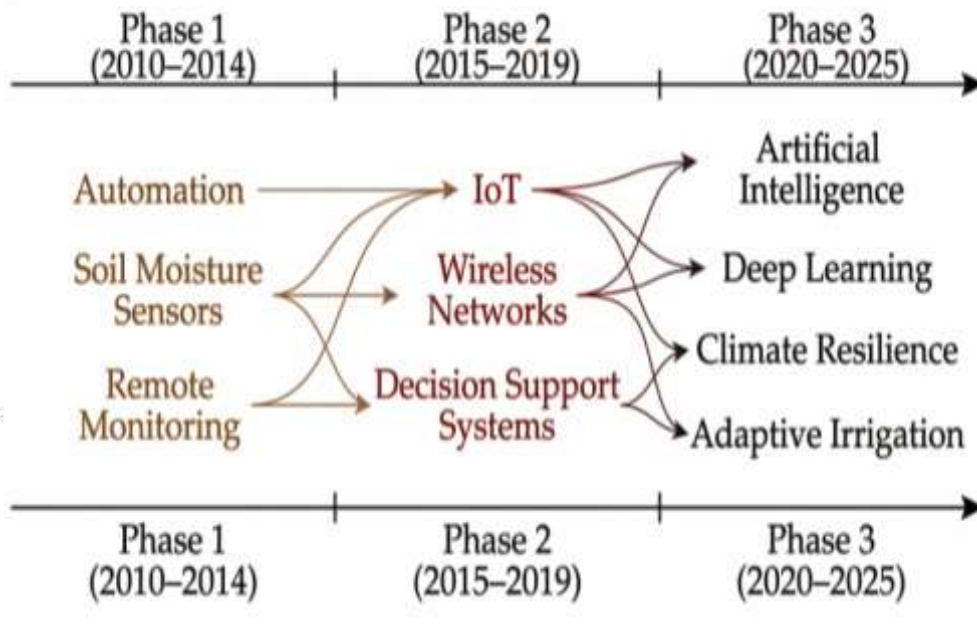 Phase 1
(2010–2014)
Phase 2
(2015–2019)
Phase 3
(2020–2025)
Automation
Soil Moisture
Sensors
Remote
Monitoring
IoT
Wireless
Networks
Decision Support
Systems
Artificial
Intelligence
Deep Learning
Climate Resilience
Adaptive Irrigation
Phase 1
(2010–2014)
Phase 2
(2015–2019)
Phase 3
(2020–2025)